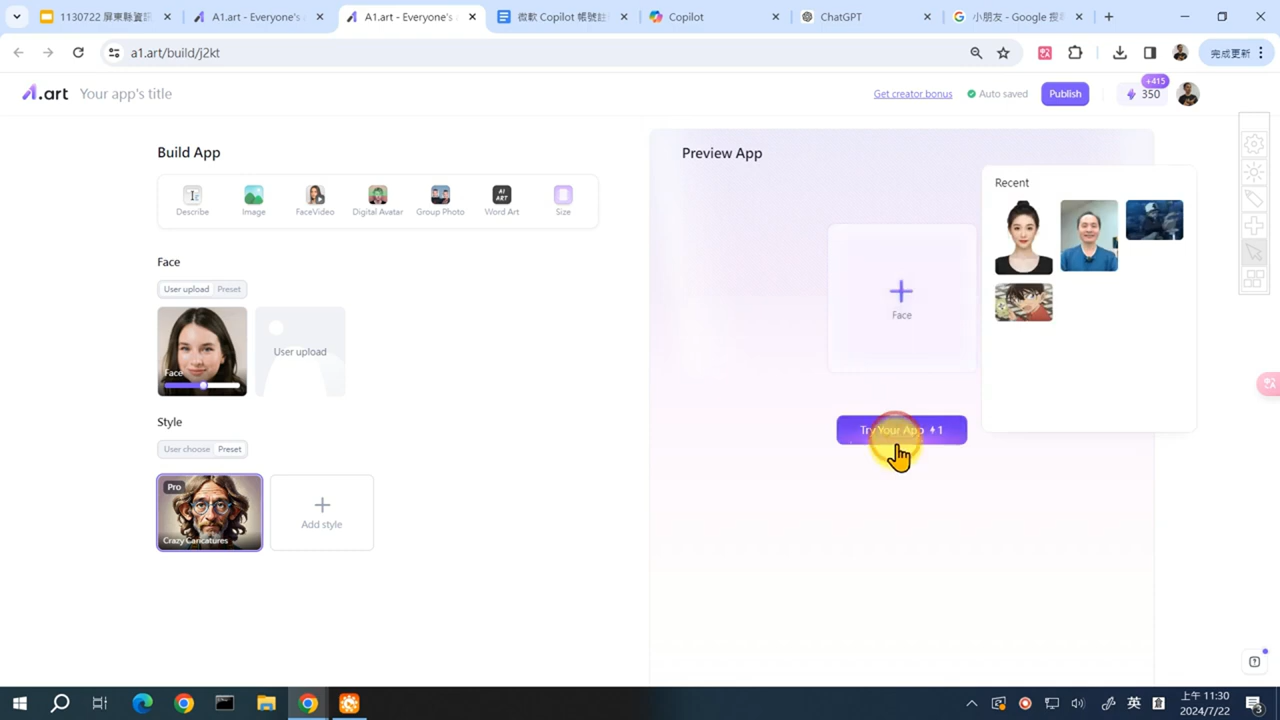 1130722 屏東縣資訊
A1.art - Everyone's a
A1.art - Everyone's a
微軟 Copilot 帳號註
Copilot
ChatGPT
小朋友 - Google 搜尋
a1.art/build/j2kt
完成更新
A.art
Your app's title
Get creator bonus
Auto saved
Publish
+415
350
Build App
Describe
Image
FaceVideo
Digital Avatar
Group Photo
AI
ART
Word Art
Size
Face
User upload
Preset
Face
User upload
Style
User choose
Preset
Pro
Crazy Caricatures
Add style
Preview App
Face
Try Your App 1
Recent
英
上午 11:30
2024/7/22
3